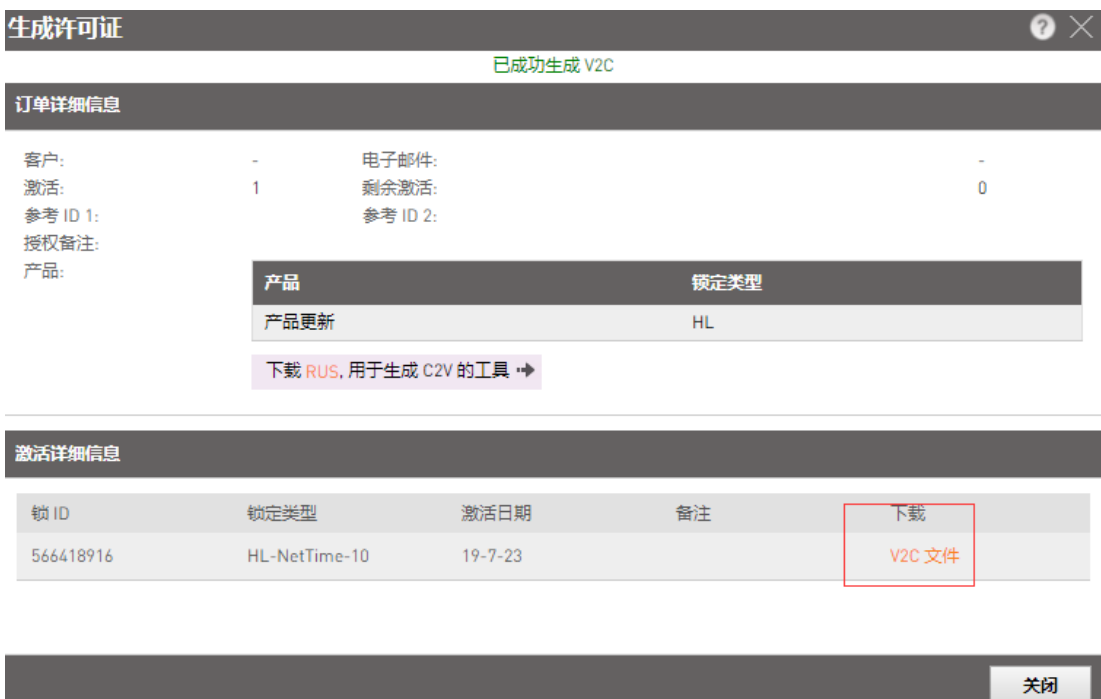 生成许可证
已成功生成 V2C
订单详细信息
客户: - 电子邮件: -
激活: 1 剩余激活: 0
参考 ID 1: 参考 ID 2:
授权备注:
产品:
产品 锁定类型
产品更新 HL
下载 RUS, 用于生成 C2V 的工具
激活详细信息
锁 ID 锁定类型 激活日期 备注 下载
566418916 HL-NetTime-10 19-7-23 V2C 文件
关闭